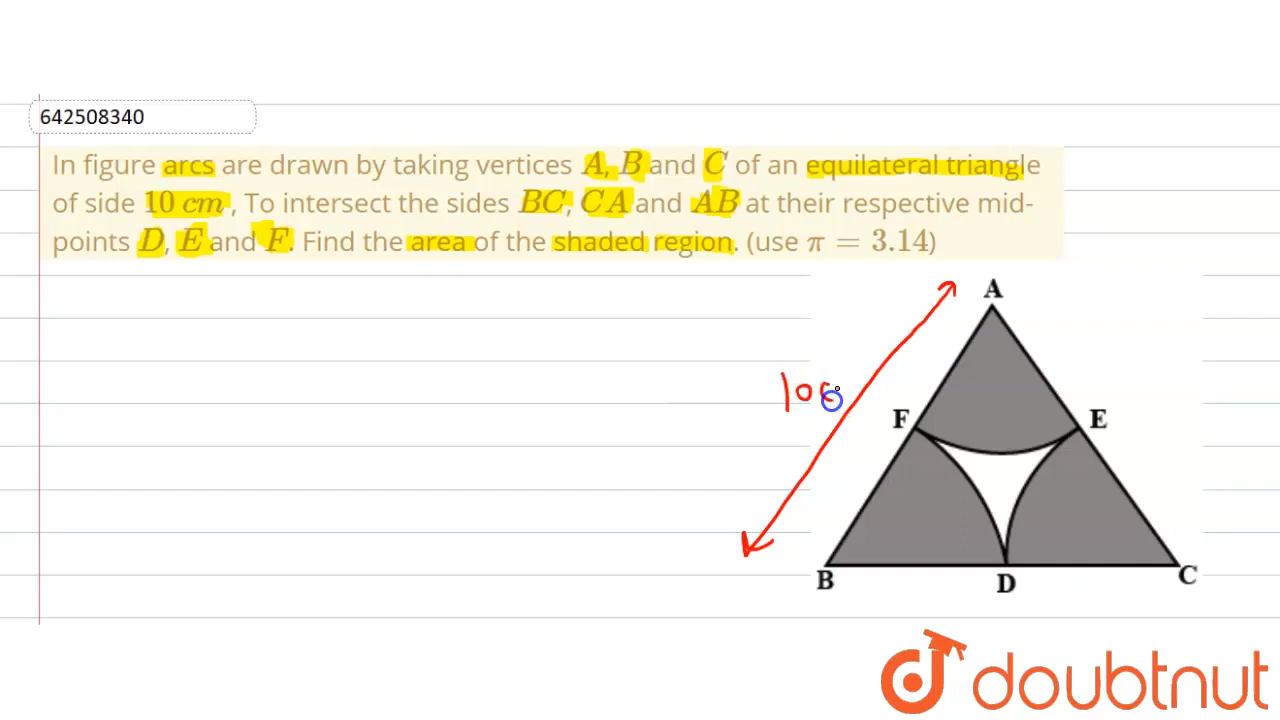 642508340
In figure arcs are drawn by taking vertices A, B and C of an equilateral triangle
of side 10 cm , To intersect the sides BC, CA and AB at their respective mid-
points D, E and F. Find the area of the shaded region. (use π = 3.14)
A
10c
F
E
B
D
C
doubtnut